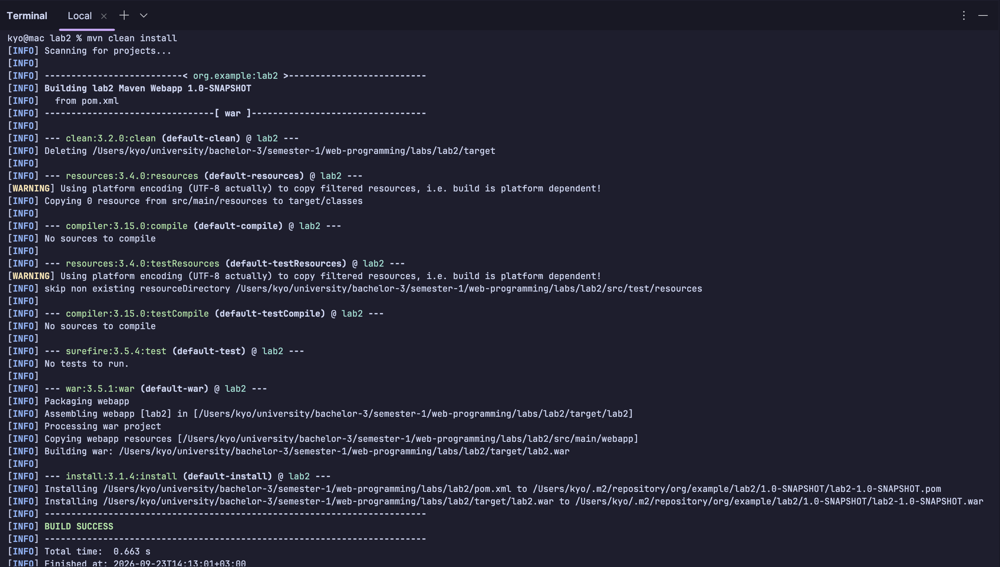 Terminal Local
kyo@mac lab2 % mvn clean install
[INFO] Scanning for projects...
[INFO]
[INFO] --------------------------< org.example:lab2 >--------------------------
[INFO] Building lab2 Maven Webapp 1.0-SNAPSHOT
[INFO]   from pom.xml
[INFO] --------------------------------[ war ]---------------------------------
[INFO]
[INFO] --- clean:3.2.0:clean (default-clean) @ lab2 ---
[INFO] Deleting /Users/kyo/university/bachelor-3/semester-1/web-programming/labs/lab2/target
[INFO]
[INFO] --- resources:3.4.0:resources (default-resources) @ lab2 ---
[WARNING] Using platform encoding (UTF-8 actually) to copy filtered resources, i.e. build is platform dependent!
[INFO] Copying 0 resource from src/main/resources to target/classes
[INFO]
[INFO] --- compiler:3.15.0:compile (default-compile) @ lab2 ---
[INFO] No sources to compile
[INFO]
[INFO] --- resources:3.4.0:testResources (default-testResources) @ lab2 ---
[WARNING] Using platform encoding (UTF-8 actually) to copy filtered resources, i.e. build is platform dependent!
[INFO] skip non existing resourceDirectory /Users/kyo/university/bachelor-3/semester-1/web-programming/labs/lab2/src/test/resources
[INFO]
[INFO] --- compiler:3.15.0:testCompile (default-testCompile) @ lab2 ---
[INFO] No sources to compile
[INFO]
[INFO] --- surefire:3.5.4:test (default-test) @ lab2 ---
[INFO] No tests to run.
[INFO]
[INFO] --- war:3.5.1:war (default-war) @ lab2 ---
[INFO] Packaging webapp
[INFO] Assembling webapp [lab2] in [/Users/kyo/university/bachelor-3/semester-1/web-programming/labs/lab2/target/lab2]
[INFO] Processing war project
[INFO] Copying webapp resources [/Users/kyo/university/bachelor-3/semester-1/web-programming/labs/lab2/src/main/webapp]
[INFO] Building war: /Users/kyo/university/bachelor-3/semester-1/web-programming/labs/lab2/target/lab2.war
[INFO]
[INFO] --- install:3.1.4:install (default-install) @ lab2 ---
[INFO] Installing /Users/kyo/university/bachelor-3/semester-1/web-programming/labs/lab2/pom.xml to /Users/kyo/.m2/repository/org/example/lab2/1.0-SNAPSHOT/lab2-1.0-SNAPSHOT.pom
[INFO] Installing /Users/kyo/university/bachelor-3/semester-1/web-programming/labs/lab2/target/lab2.war to /Users/kyo/.m2/repository/org/example/lab2/1.0-SNAPSHOT/lab2-1.0-SNAPSHOT.war
[INFO] ------------------------------------------------------------------------
[INFO] BUILD SUCCESS
[INFO] ------------------------------------------------------------------------
[INFO] Total time:  0.663 s
[INFO] Finished at: 2026-09-23T14:13:01+03:00